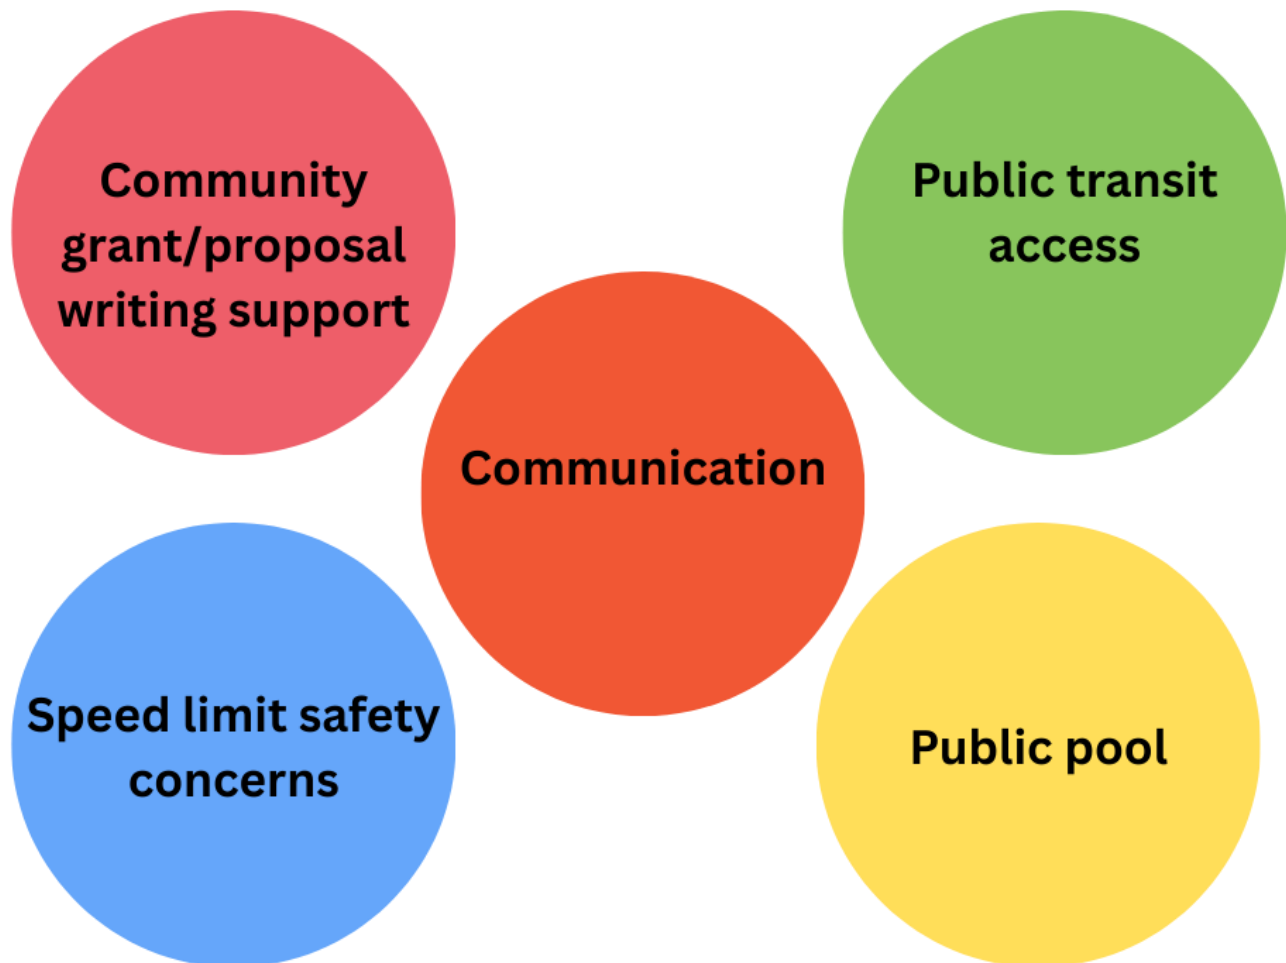 Community
grant/proposal
writing support
Public transit
access
Communication
Speed limit safety
concerns
Public pool